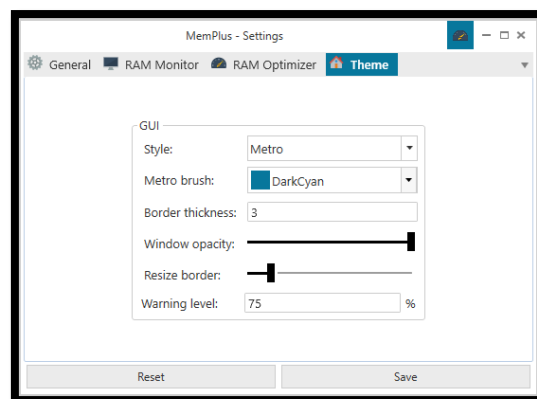 MemPlus - Settings
General RAM Monitor RAM Optimizer Theme
GUI
Style: Metro
Metro brush: DarkCyan
Border thickness: 3
Window opacity:
Resize border:
Warning level: 75 %
Reset Save